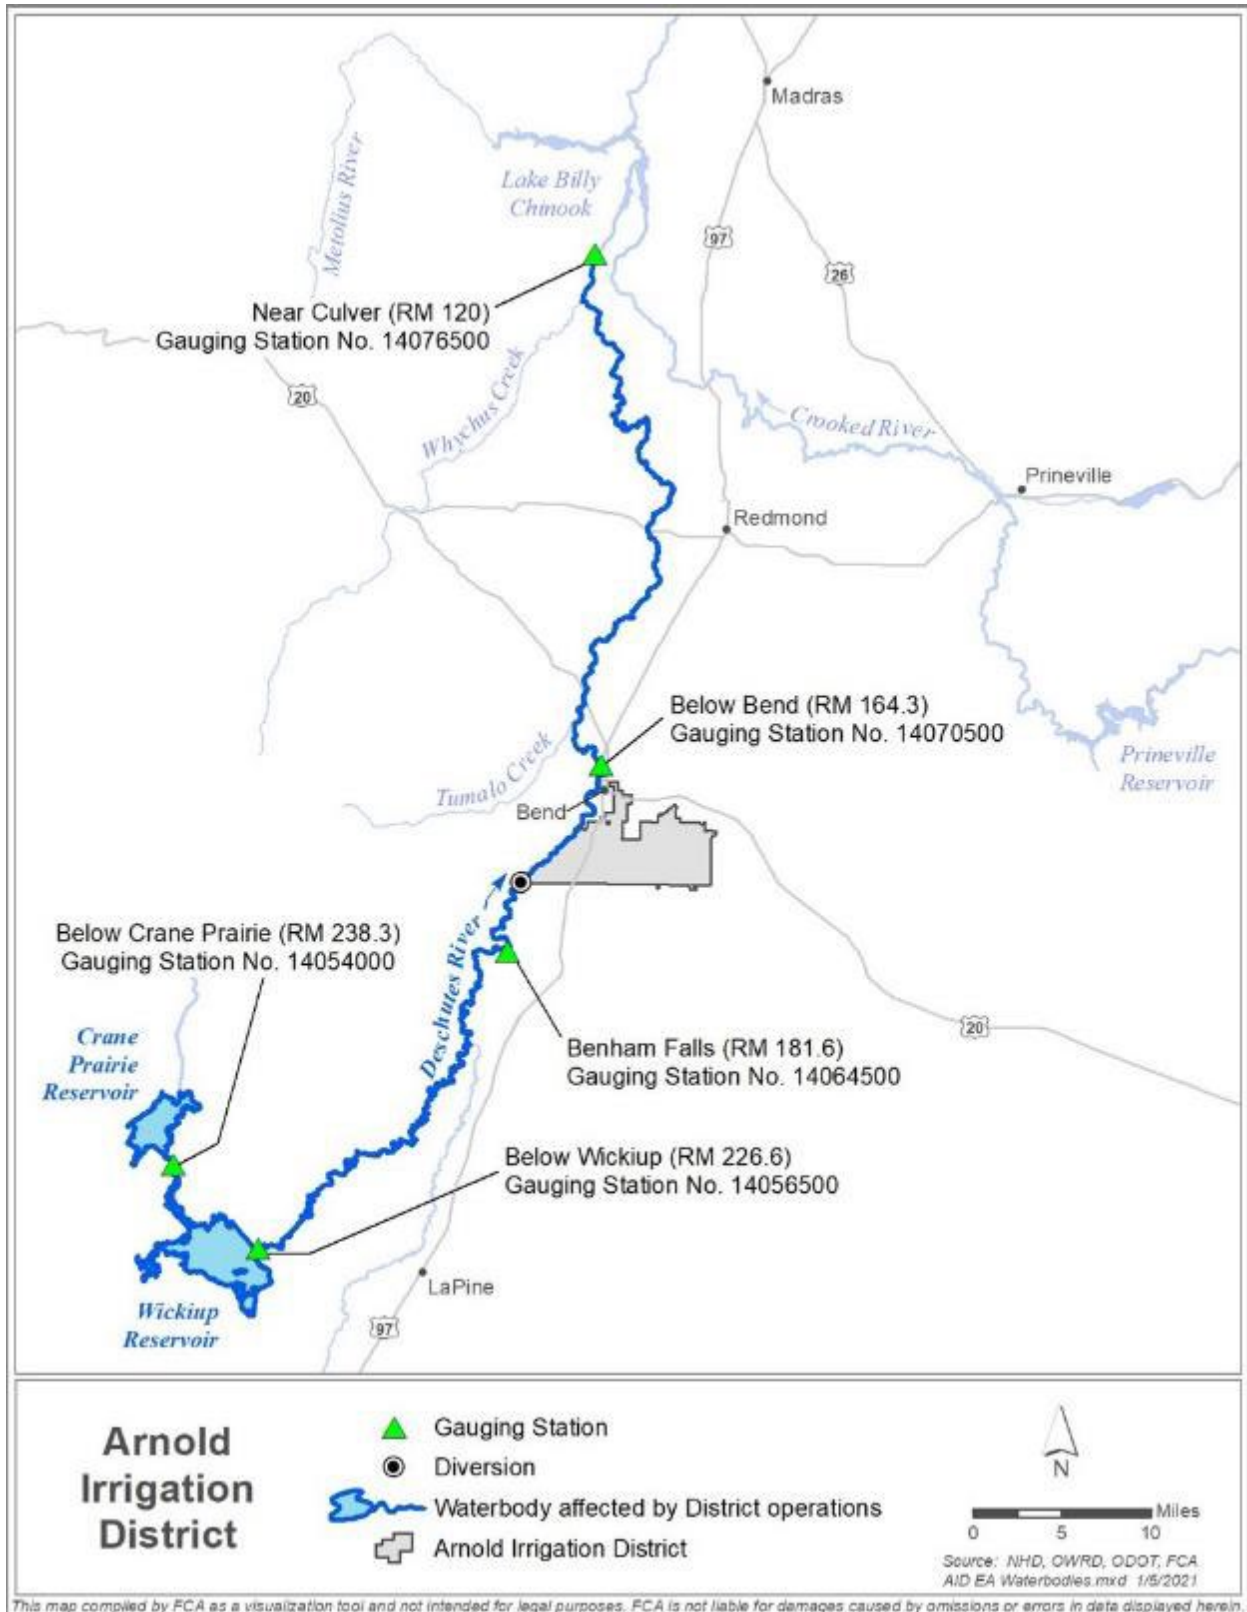 Madras
Metolius River
Lake Billy
Chinook
97
26
Near Culver (RM 120)
Gauging Station No. 14076500
20
Whychus Creek
Crooked River
Prineville
Redmond
Below Bend (RM 164.3)
Gauging Station No. 14070500
Prineville
Reservoir
Tumalo Creek
Bend
Deschutes River
Below Crane Prairie (RM 238.3)
Gauging Station No. 14054000
20
Crane
Prairie
Reservoir
Benham Falls (RM 181.6)
Gauging Station No. 14064500
Below Wickiup (RM 226.6)
Gauging Station No. 14056500
LaPine
Wickiup
Reservoir
97
Arnold
Irrigation
District
Gauging Station
Diversion
Waterbody affected by District operations
Arnold Irrigation District
N
Miles
0 5 10
Source: NHD, OWRD, ODOT, FCA
AID EA Waterbodies.mxd 1/5/2021
This map compiled by FCA as a visualization tool and not intended for legal purposes. FCA is not liable for damages caused by omissions or errors in data displayed herein.